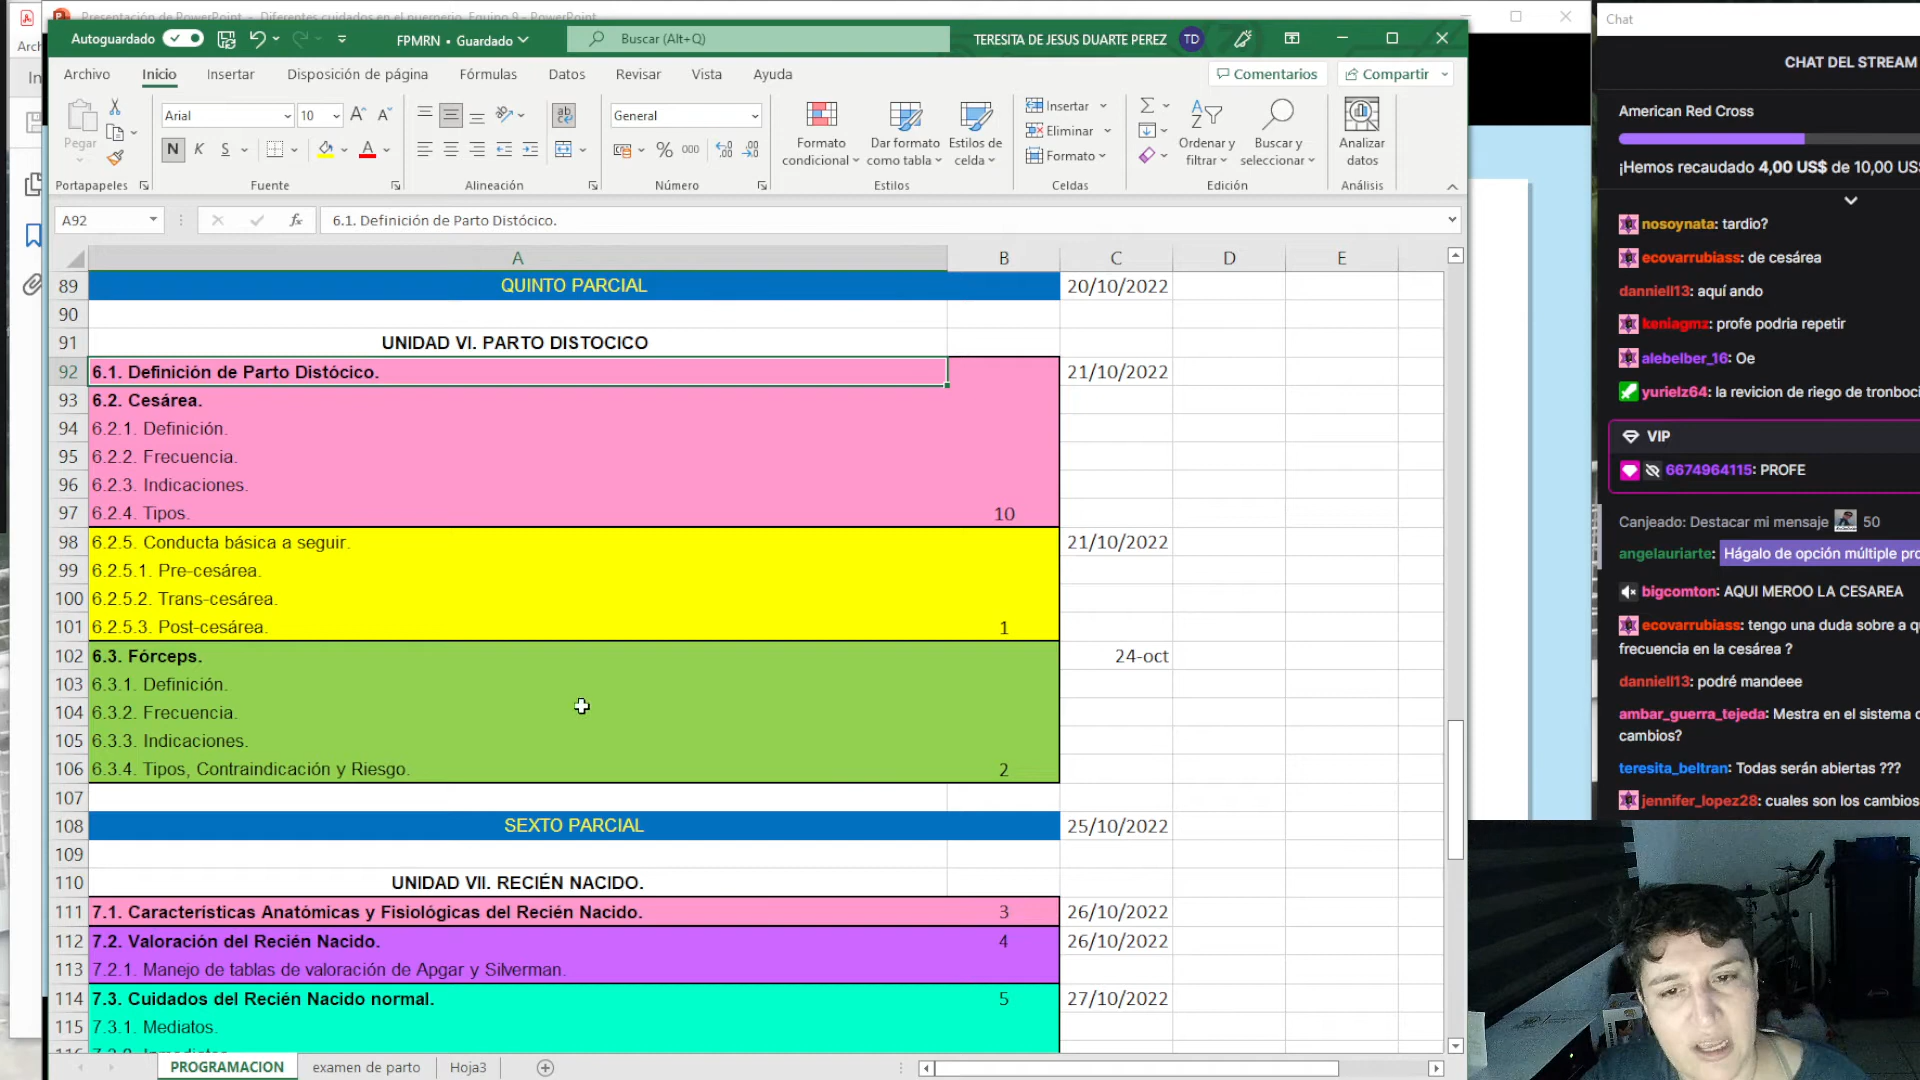 Presentación de PowerPoint - Diferentes cuidados en el puerperio. Equipo 9 - PowerPoint
Autoguardado
FPMRN • Guardado
Buscar (Alt+Q)
TERESITA DE JESUS DUARTE PEREZ
TD
Archivo
Inicio
Insertar
Disposición de página
Fórmulas
Datos
Revisar
Vista
Ayuda
Comentarios
Compartir
Pegar
Arial
10
N K S
General
% 000
Formato condicional
Dar formato como tabla
Estilos de celda
Insertar
Eliminar
Formato
Ordenar y filtrar
Buscar y seleccionar
Analizar datos
Portapapeles
Fuente
Alineación
Número
Estilos
Celdas
Edición
Análisis
A92
fx
6.1. Definición de Parto Distócico.
A B C D E
89 QUINTO PARCIAL 20/10/2022
90
91 UNIDAD VI. PARTO DISTOCICO
92 6.1. Definición de Parto Distócico. 21/10/2022
93 6.2. Cesárea.
94 6.2.1. Definición.
95 6.2.2. Frecuencia.
96 6.2.3. Indicaciones.
97 6.2.4. Tipos. 10
98 6.2.5. Conducta básica a seguir. 21/10/2022
99 6.2.5.1. Pre-cesárea.
100 6.2.5.2. Trans-cesárea.
101 6.2.5.3. Post-cesárea. 1
102 6.3. Fórceps. 24-oct
103 6.3.1. Definición.
104 6.3.2. Frecuencia.
105 6.3.3. Indicaciones.
106 6.3.4. Tipos, Contraindicación y Riesgo. 2
107
108 SEXTO PARCIAL 25/10/2022
109
110 UNIDAD VII. RECIÉN NACIDO.
111 7.1. Características Anatómicas y Fisiológicas del Recién Nacido. 3 26/10/2022
112 7.2. Valoración del Recién Nacido. 4 26/10/2022
113 7.2.1. Manejo de tablas de valoración de Apgar y Silverman.
114 7.3. Cuidados del Recién Nacido normal. 5 27/10/2022
115 7.3.1. Mediatos.
PROGRAMACION
examen de parto
Hoja3
Chat
CHAT DEL STREAM
American Red Cross
¡Hemos recaudado 4,00 US$ de 10,00 US$
nosoynata: tardio?
ecovarrubiass: de cesárea
danniell13: aquí ando
keniagmz: profe podria repetir
alebelber_16: Oe
yurielz64: la revicion de riego de tronboci
VIP
6674964115: PROFE
Canjeado: Destacar mi mensaje 50
angelauriarte: Hágalo de opción múltiple pro
bigcomton: AQUI MEROO LA CESAREA
ecovarrubiass: tengo una duda sobre a qu
frecuencia en la cesárea ?
danniell13: podré mandeee
ambar_guerra_tejeda: Mestra en el sistema
cambios?
teresita_beltran: Todas serán abiertas ???
jennifer_lopez28: cuales son los cambios